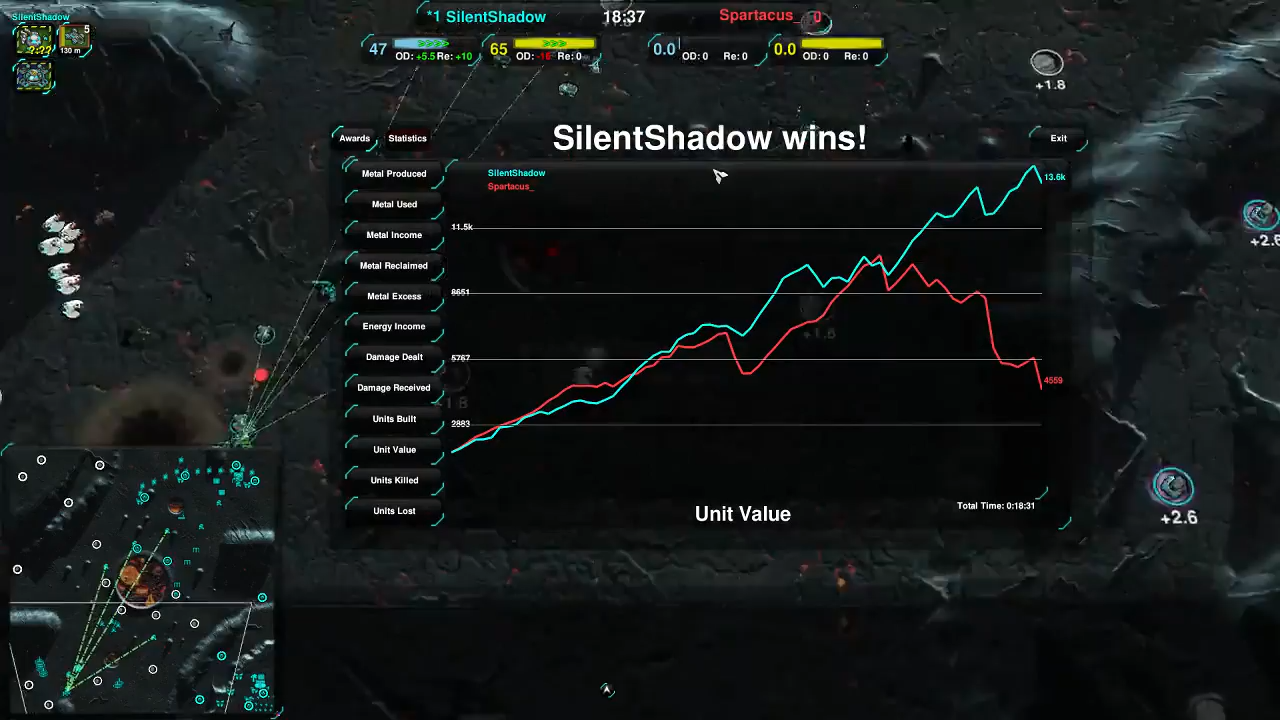 SilentShadow
*1 SilentShadow
18:37
Spartacus_ 0
5
130 m
47
OD: +5.5 Re: +10
65
OD: -16 Re: 0
0.0
OD: 0 Re: 0
0.0
OD: 0 Re: 0
+1.8
Awards
Statistics
SilentShadow wins!
Exit
Metal Produced
Metal Used
Metal Income
Metal Reclaimed
Metal Excess
Energy Income
Damage Dealt
Damage Received
Units Built
Unit Value
Units Killed
Units Lost
SilentShadow
Spartacus_
13.6k
11.5k
8651
5767
4559
2883
+1.8
+1.8
+2.6
+2.6
Unit Value
Total Time: 0:18:31